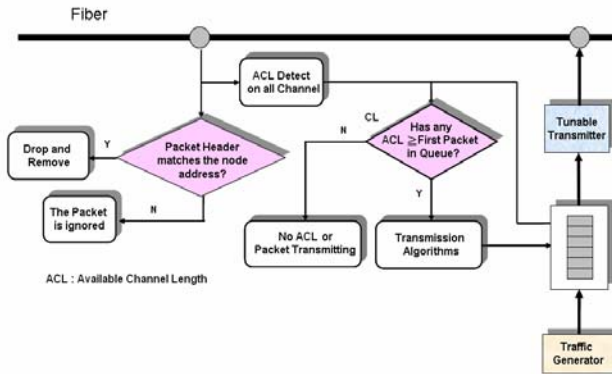 Fiber
ACL Detect
on all Channel
Tunable
Transmitter
Packet Header
matches the node
address?
Y
Drop and
Remove
N
The Packet
is ignored
CL
Has any
ACL ≧First Packet
in Queue?
N
Y
No ACL or
Packet Transmitting
Transmission
Algorithms
ACL : Available Channel Length
Traffic
Generator